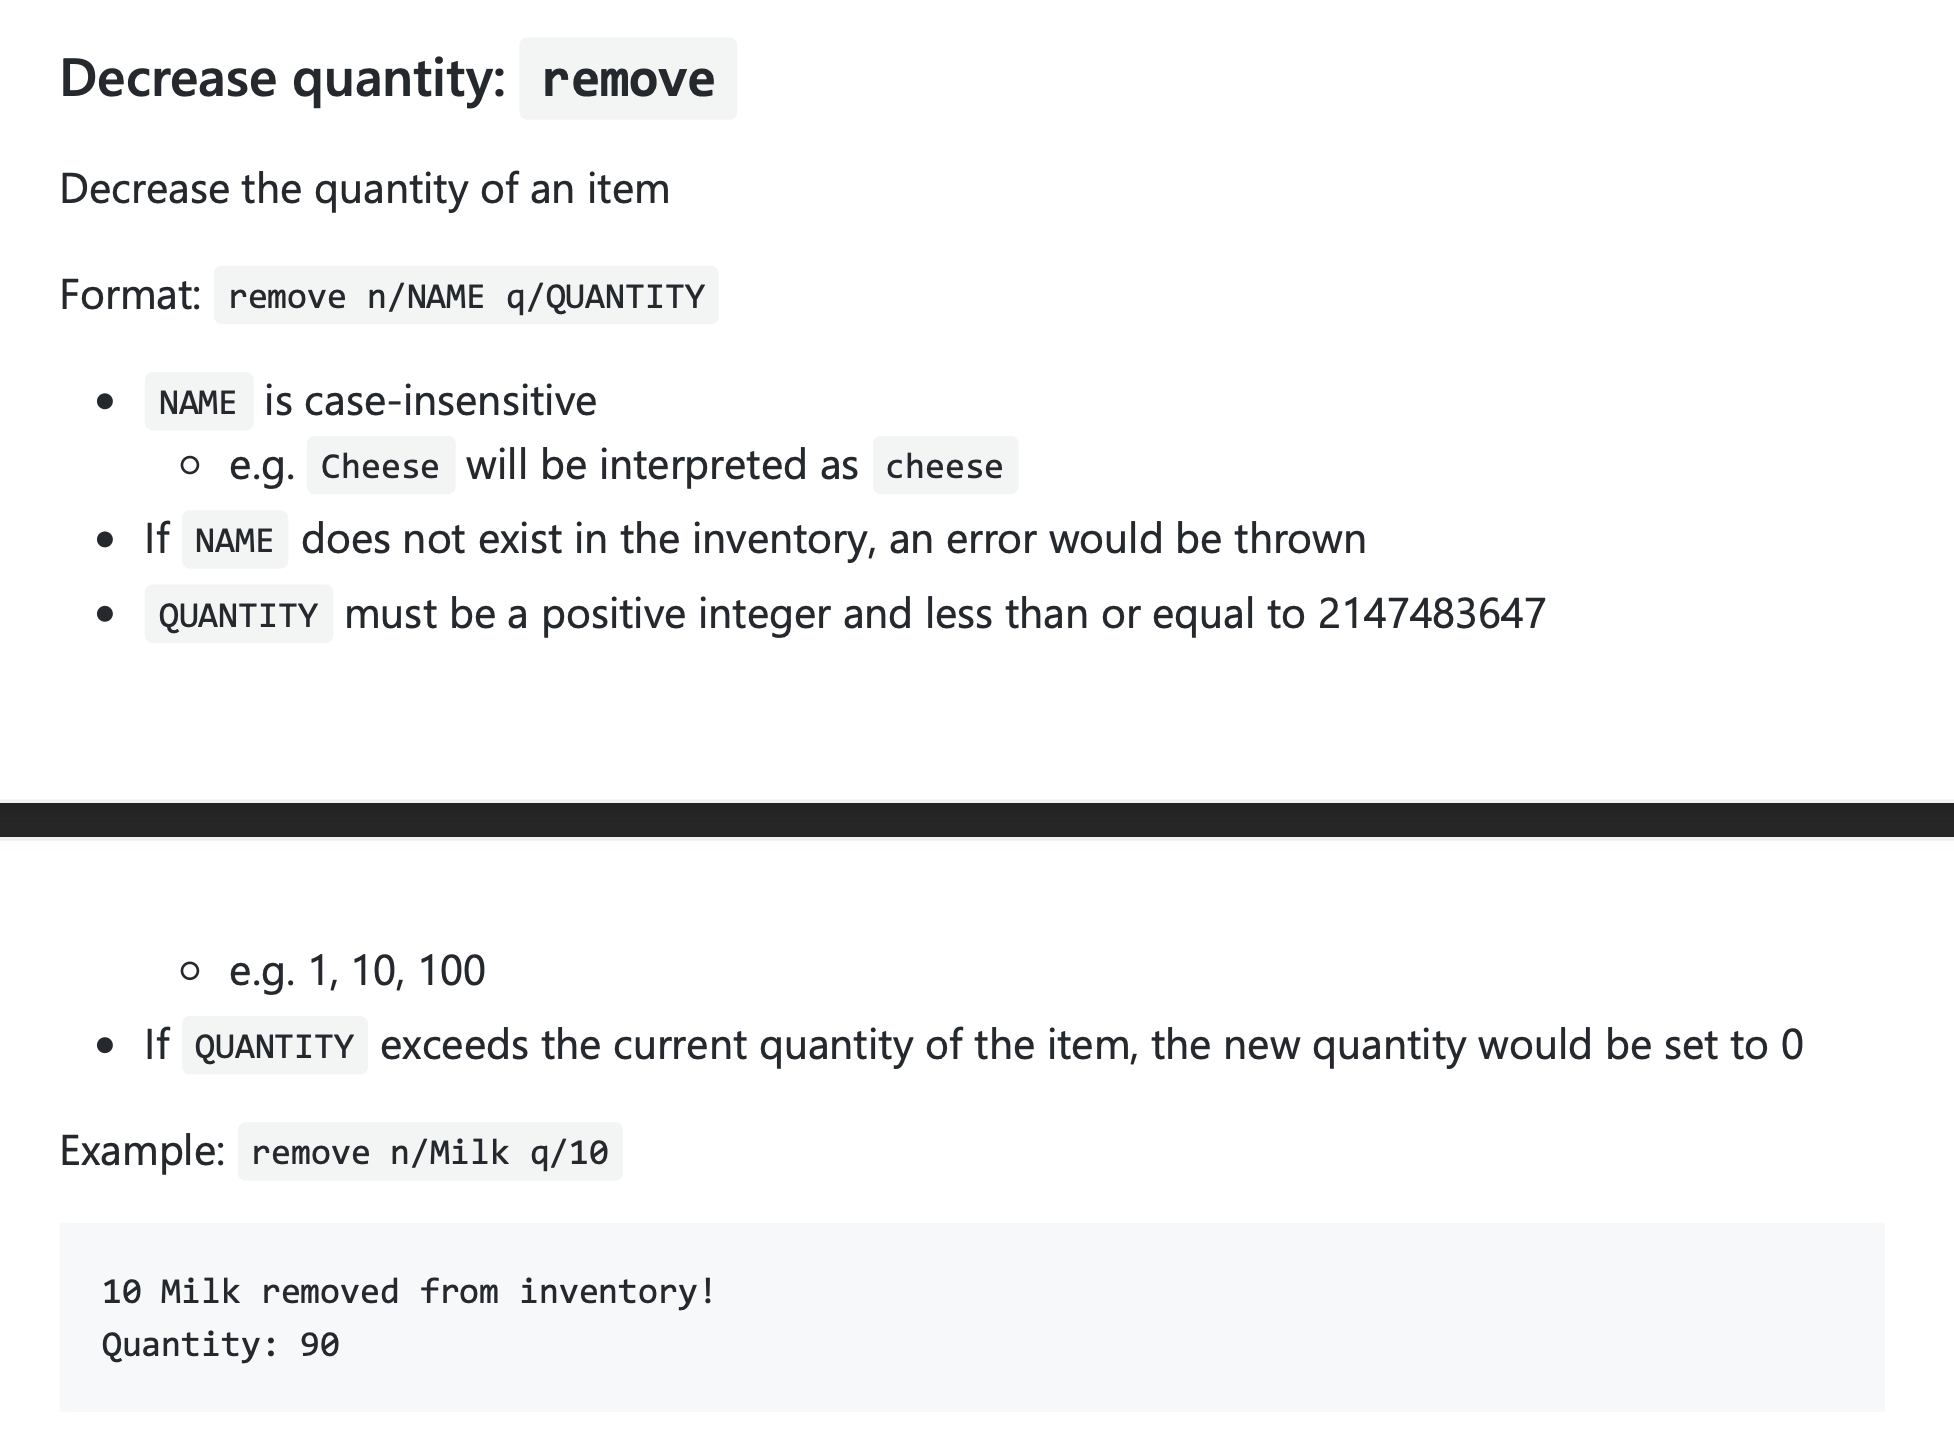 Decrease quantity: remove
Decrease the quantity of an item
Format: remove n/NAME q/QUANTITY
NAME is case-insensitive
e.g. Cheese will be interpreted as cheese
If NAME does not exist in the inventory, an error would be thrown
QUANTITY must be a positive integer and less than or equal to 2147483647
e.g. 1, 10, 100
If QUANTITY exceeds the current quantity of the item, the new quantity would be set to 0
Example: remove n/Milk q/10
10 Milk removed from inventory!
Quantity: 90